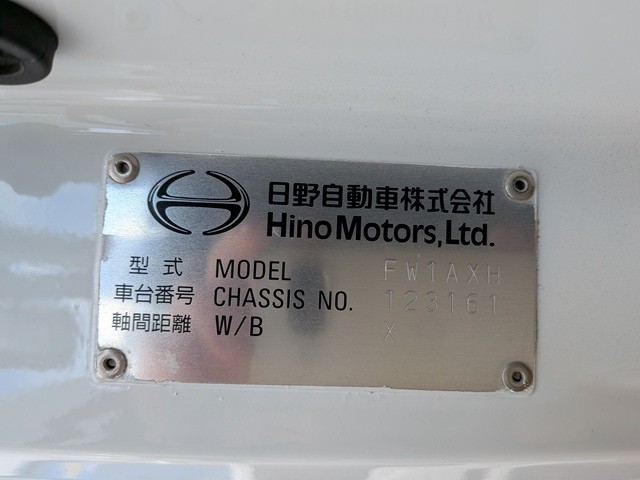 日野自動車株式会社
Hino Motors, Ltd.
型式 MODEL FW1AXH
車台番号 CHASSIS NO. 123161
軸間距離 W/B X